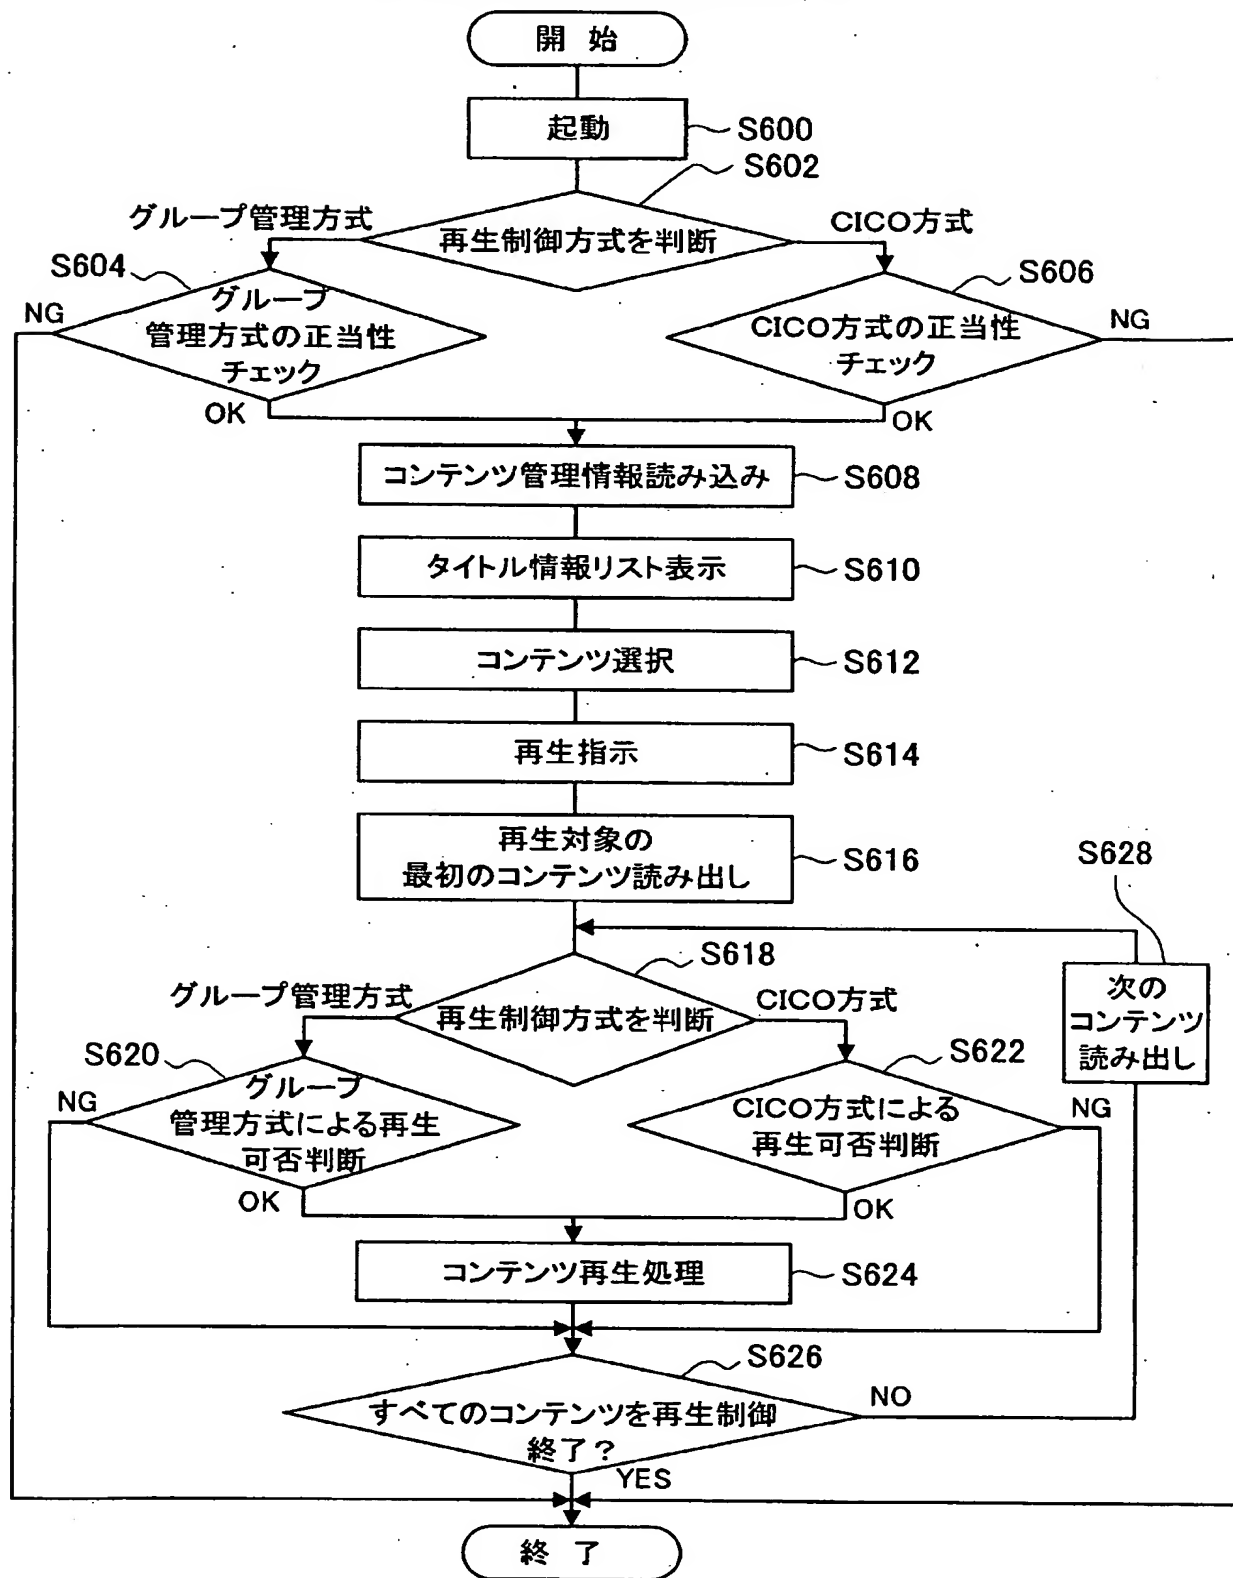 開 始
起動
S600
S602
グループ管理方式
再生制御方式を判断
CICO方式
S604
S606
NG
グループ
管理方式の正当性
チェック
CICO方式の正当性
チェック
NG
OK
OK
コンテンツ管理情報読み込み
S608
タイトル情報リスト表示
S610
コンテンツ選択
S612
再生指示
S614
再生対象の
最初のコンテンツ読み出し
S616
S628
次の
コンテンツ
読み出し
S618
グループ管理方式
再生制御方式を判断
CICO方式
S620
S622
NG
グループ
管理方式による再生
可否判断
CICO方式による
再生可否判断
NG
OK
OK
コンテンツ再生処理
S624
S626
すべてのコンテンツを再生制御
終了？
NO
YES
終 了